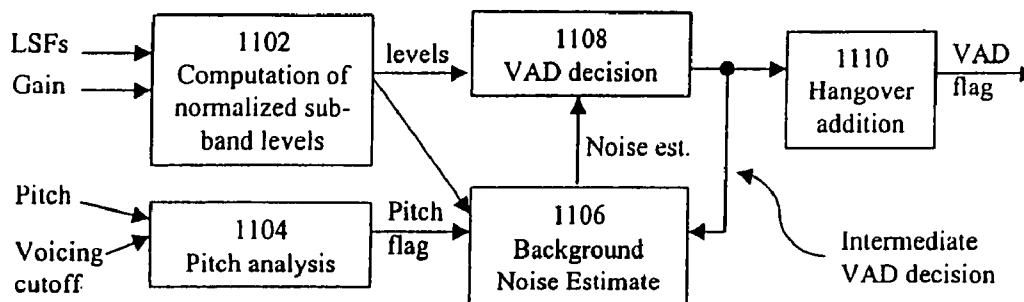 LSFs
Gain
1102
Computation of
normalized sub-
band levels
levels
1108
VAD decision
1110
Hangover
addition
VAD
flag
Noise est.
Pitch
Voicing
cutoff
1104
Pitch analysis
Pitch
flag
1106
Background
Noise Estimate
Intermediate
VAD decision